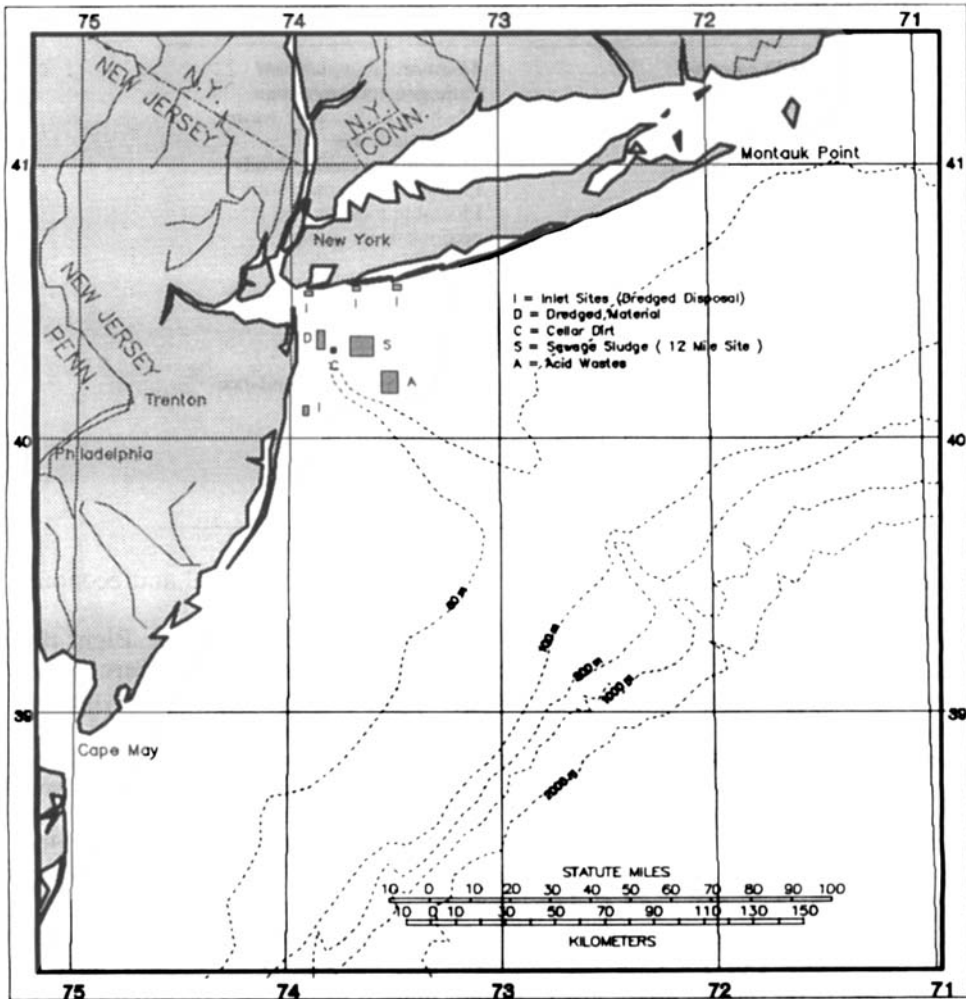 75 74 73 72 71
N.Y.
NEW JERSEY
N.Y.
CONN.
41 41
Montauk Point
New York
I I I
I = Inlet Sites (Dredged Disposal)
D = Dredged Material
C = Cellar Dirt
S = Sewage Sludge ( 12 Mile Site )
A = Acid Wastes
D S
C
A
I
NEW JERSEY
PENN.
Trenton
40 40
Philadelphia
and
100 m
1000 m
39 39
Cape May
STATUTE MILES
10 0 10 20 30 40 50 60 70 80 90 100
10 0 10 30 50 70 90 110 130 150
KILOMETERS
75 74 73 72 71